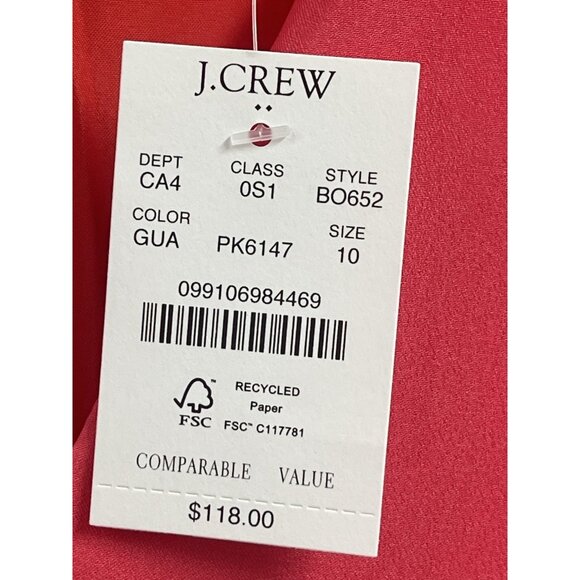 J.CREW
DEPT CLASS STYLE
CA4 0S1 BO652
COLOR SIZE
GUA PK6147 10
099106984469
RECYCLED
Paper
FSC™ FSC™ C117781
COMPARABLE VALUE
$118.00